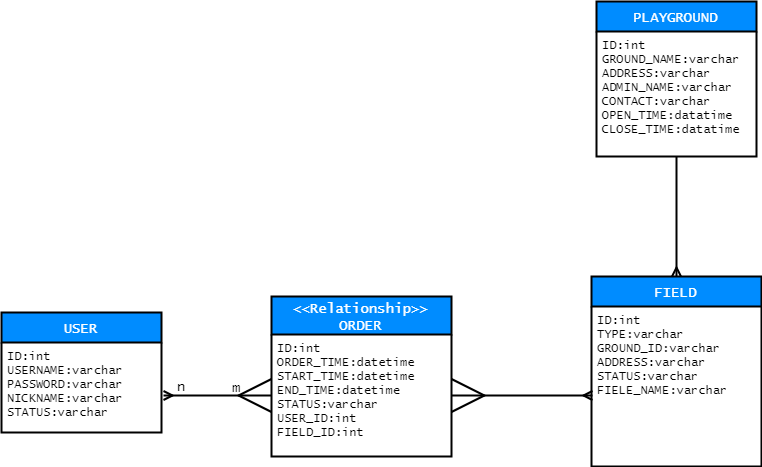 PLAYGROUND
ID:int
GROUND_NAME:varchar
ADDRESS:varchar
ADMIN_NAME:varchar
CONTACT:varchar
OPEN_TIME:datatime
CLOSE_TIME:datatime
FIELD
ID:int
TYPE:varchar
GROUND_ID:varchar
ADDRESS:varchar
STATUS:varchar
FIELE_NAME:varchar
<<Relationship>>
ORDER
ID:int
ORDER_TIME:datetime
START_TIME:datetime
END_TIME:datetime
STATUS:varchar
USER_ID:int
FIELD_ID:int
USER
ID:int
USERNAME:varchar
PASSWORD:varchar
NICKNAME:varchar
STATUS:varchar
n m